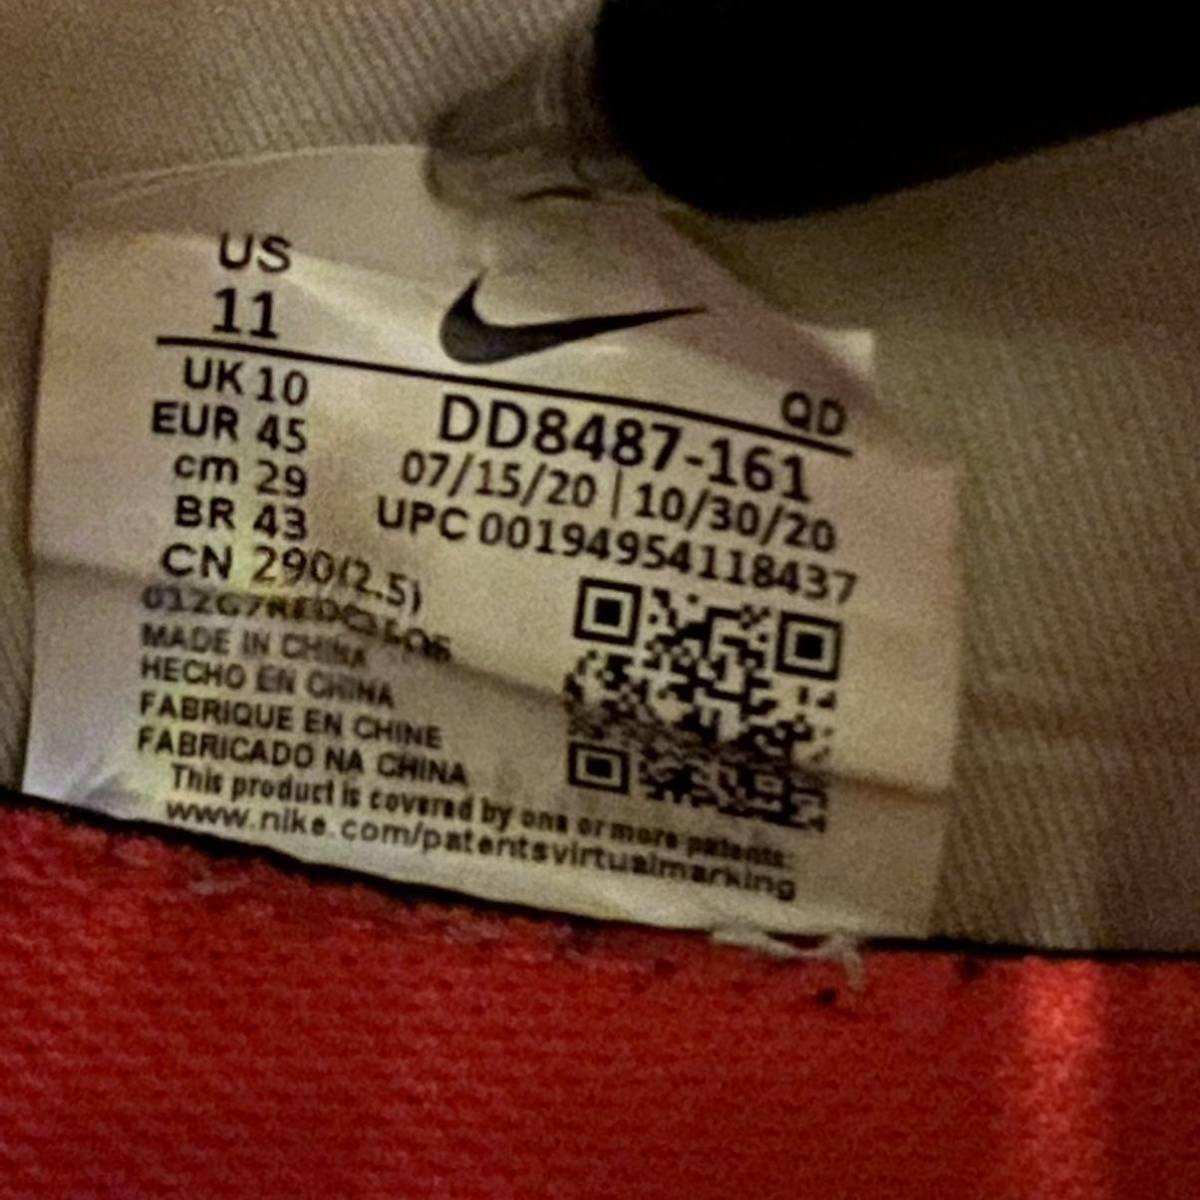 US
11
QD
UK 10
EUR 45
cm 29
BR 43
CN 290(2.5)
DD8487-161
07/15/20 | 10/30/20
UPC 00194954118437
MADE IN CHINA
HECHO EN CHINA
FABRIQUE EN CHINE
FABRICADO NA CHINA
This product is covered by one or more patents:
www.nike.com/patentsvirtualmarking